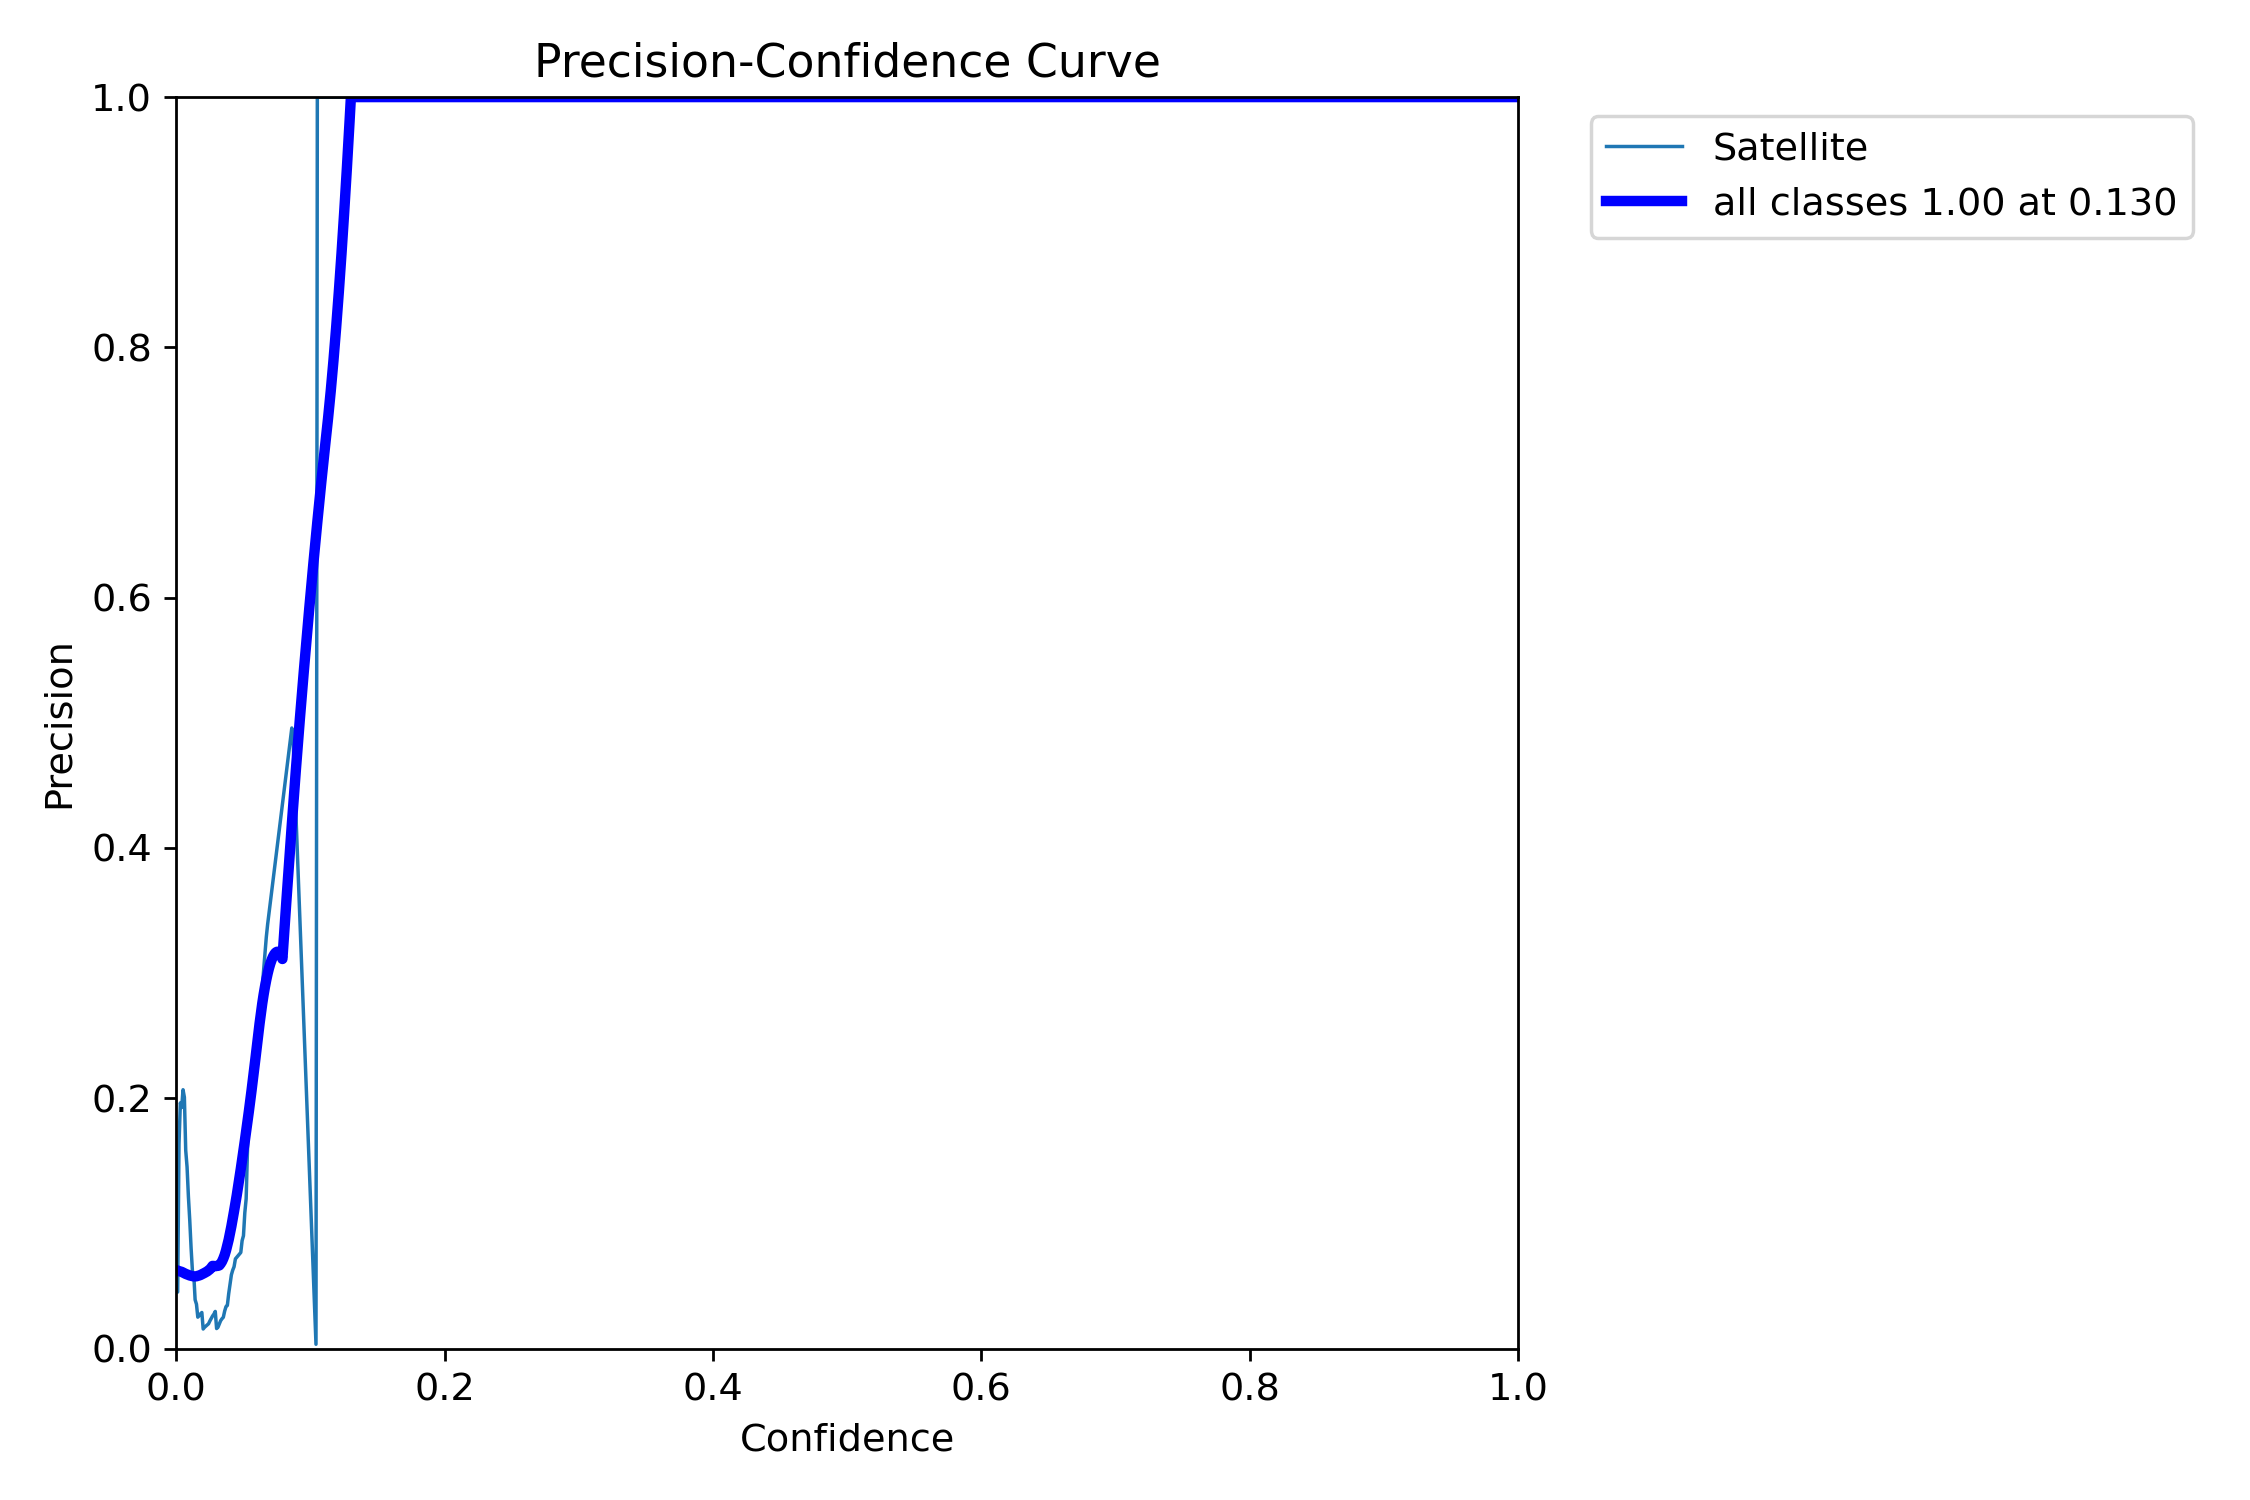 Precision-Confidence Curve
1.0
0.8
0.6
0.4
0.2
0.0
Precision
0.0 0.2 0.4 0.6 0.8 1.0
Confidence
Satellite
all classes 1.00 at 0.130